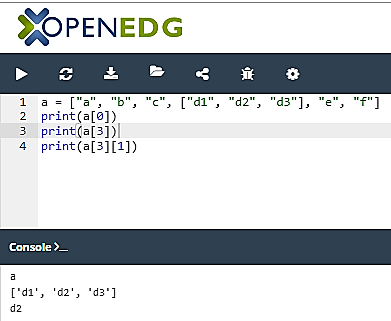 OPENEDG
1 a = ["a", "b", "c", ["d1", "d2", "d3"], "e", "f"]
2 print(a[0])
3 print(a[3])
4 print(a[3][1])
Console >_
a
['d1', 'd2', 'd3']
d2